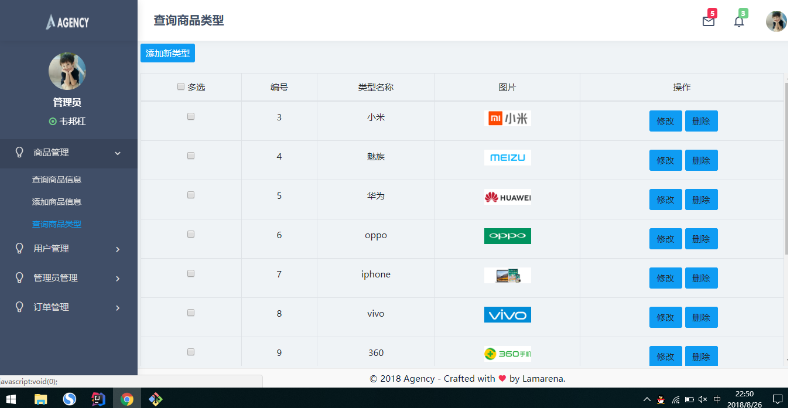 AGENCY
查询商品类型
5
3
管理员
韦邦杠
商品管理
查询商品信息
添加商品信息
查询商品类型
用户管理
管理员管理
订单管理
添加新类型
多选 编号 类型名称 图片 操作
3 小米 mi 小米 修改 删除
4 魅族 MEIZU 修改 删除
5 华为 HUAWEI 修改 删除
6 oppo oppo 修改 删除
7 iphone 修改 删除
8 vivo vivo 修改 删除
9 360 360手机 修改 删除
© 2018 Agency - Crafted with ❤ by Lamarena.
avascript:void(0);
中
22:50
2018/8/26